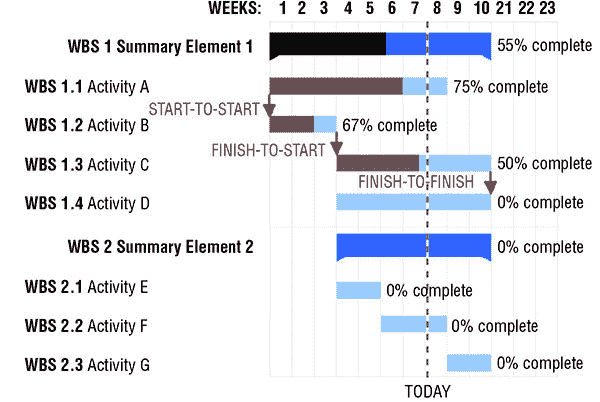 WEEKS: 1 2 3 4 5 6 7 8 9 10 21 22 23
WBS 1 Summary Element 1 55% complete
WBS 1.1 Activity A 75% complete
START-TO-START
WBS 1.2 Activity B 67% complete
FINISH-TO-START
WBS 1.3 Activity C 50% complete
FINISH-TO-FINISH
WBS 1.4 Activity D 0% complete
WBS 2 Summary Element 2 0% complete
WBS 2.1 Activity E 0% complete
WBS 2.2 Activity F 0% complete
WBS 2.3 Activity G 0% complete
TODAY